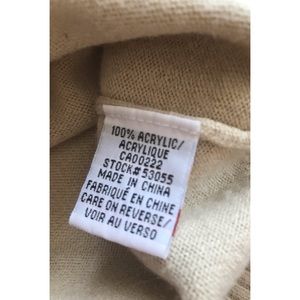 100% ACRYLIC/
ACRYLIQUE
CA00222
STOCK#53055
MADE IN CHINA
FABRIQUÉ EN CHINE
CARE ON REVERSE/
VOIR AU VERSO